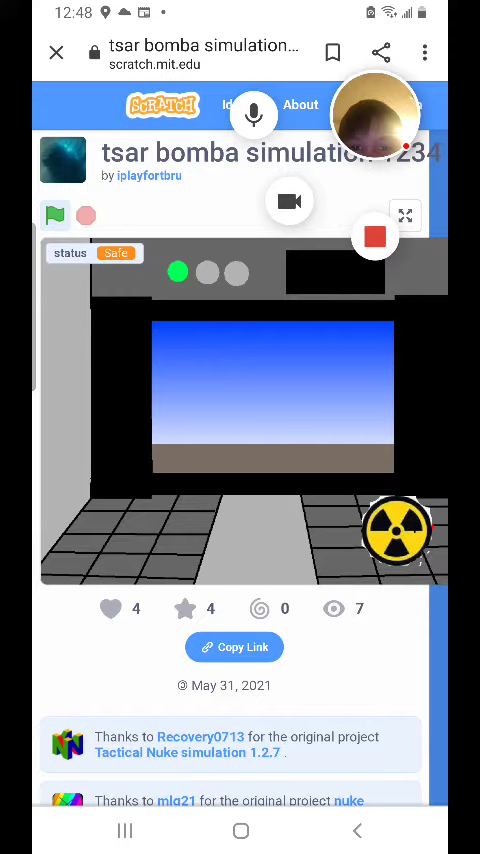 12:48
tsar bomba simulation...
scratch.mit.edu
SCRATCH
About
tsar bomba simulation 1234
by iplayfortbru
status Safe
4 4 0 7
Copy Link
© May 31, 2021
Thanks to Recovery0713 for the original project
Tactical Nuke simulation 1.2.7 .
Thanks to mlg21 for the original project nuke